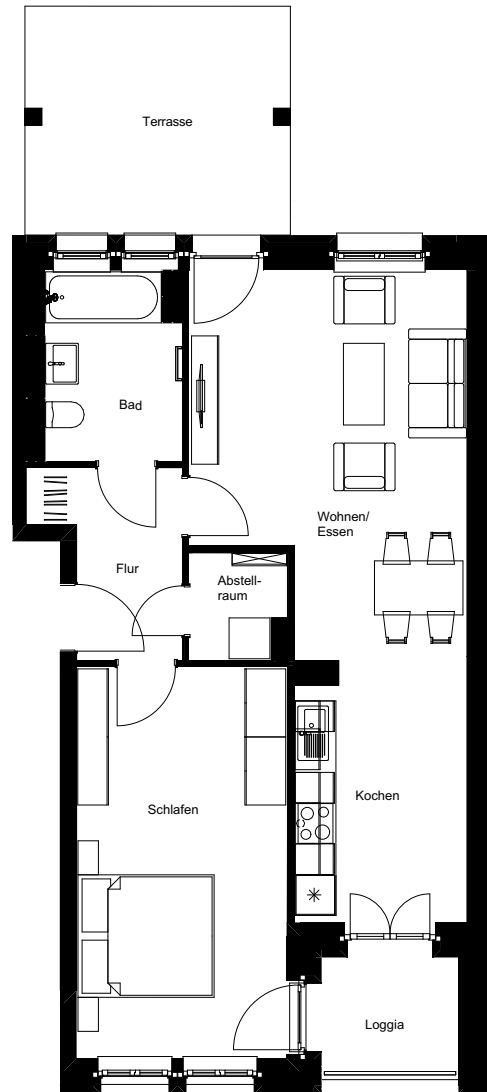 Terrasse
Bad
Wohnen/
Essen
Flur
Abstell-
raum
Kochen
Schlafen
Loggia